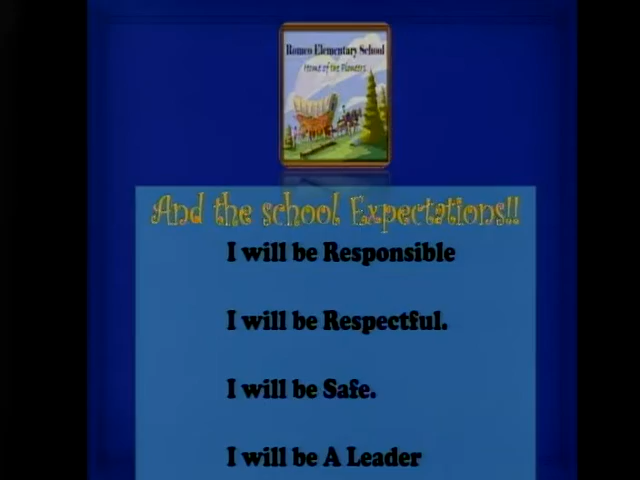 Romeo Elementary School
Home of the Pioneers
And the school Expectations!!
I will be Responsible
I will be Respectful.
I will be Safe.
I will be A Leader